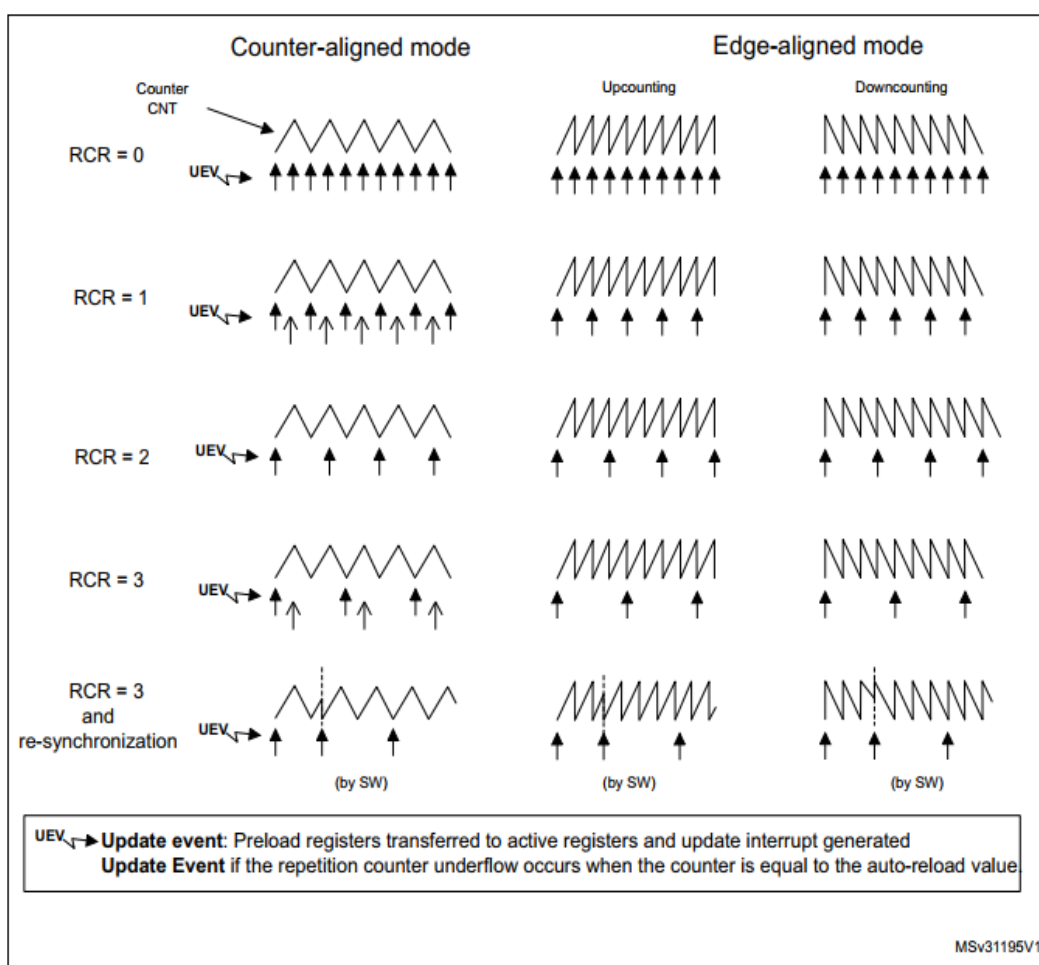 Counter-aligned mode
Edge-aligned mode
Counter
CNT
Upcounting
Downcounting
RCR = 0
UEV
RCR = 1
UEV
RCR = 2
UEV
RCR = 3
UEV
RCR = 3
and
re-synchronization
UEV
(by SW)
(by SW)
(by SW)
UEV Update event: Preload registers transferred to active registers and update interrupt generated
Update Event if the repetition counter underflow occurs when the counter is equal to the auto-reload value.
MSv31195V1